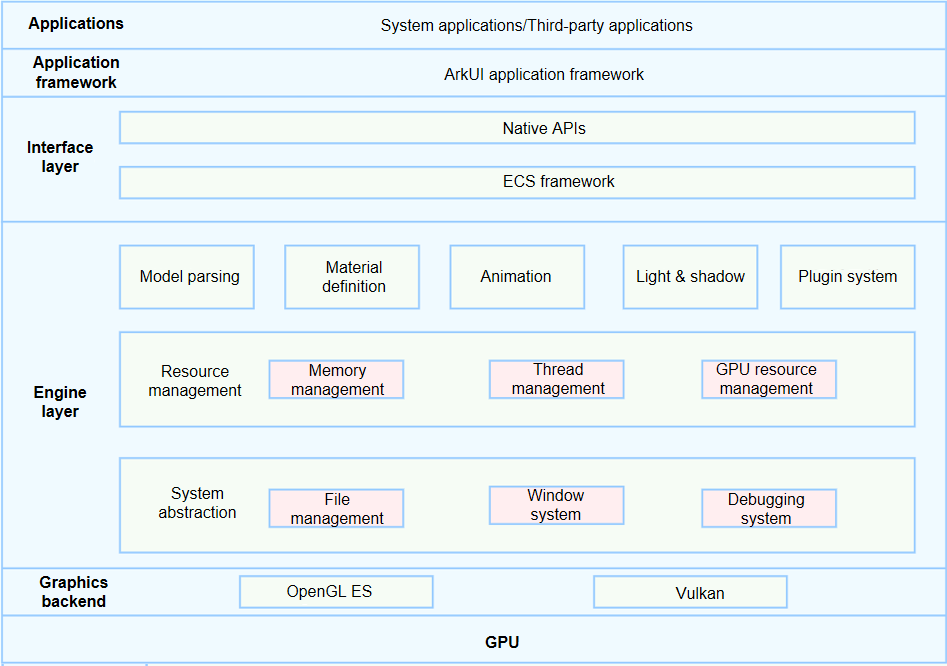 Applications
System applications/Third-party applications
Application
framework
ArkUI application framework
Interface
layer
Native APIs
ECS framework
Engine
layer
Model parsing
Material
definition
Animation
Light & shadow
Plugin system
Resource
management
Memory
management
Thread
management
GPU resource
management
System
abstraction
File
management
Window
system
Debugging
system
Graphics
backend
OpenGL ES
Vulkan
GPU